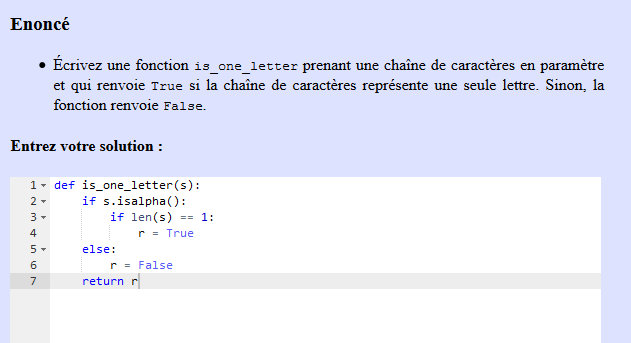 Enoncé
• Écrivez une fonction is_one_letter prenant une chaîne de caractères en paramètre
et qui renvoie True si la chaîne de caractères représente une seule lettre. Sinon, la
fonction renvoie False.
Entrez votre solution :
1 def is_one_letter(s):
2     if s.isalpha():
3         if len(s) == 1:
4             r = True
5     else:
6         r = False
7     return r